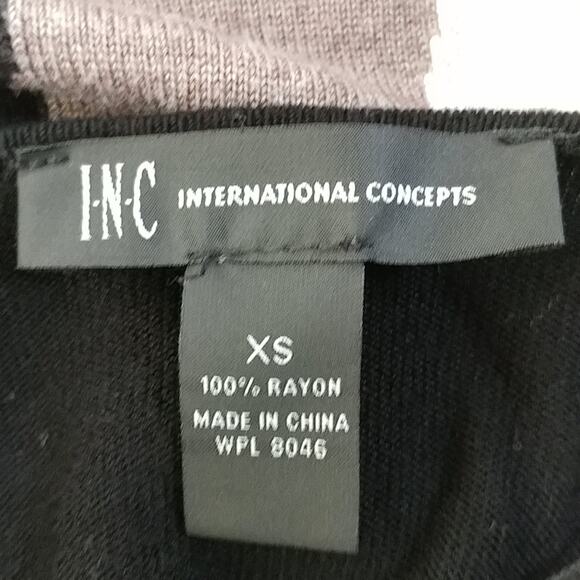 I·N·C INTERNATIONAL CONCEPTS
XS
100% RAYON
MADE IN CHINA
WPL 8046